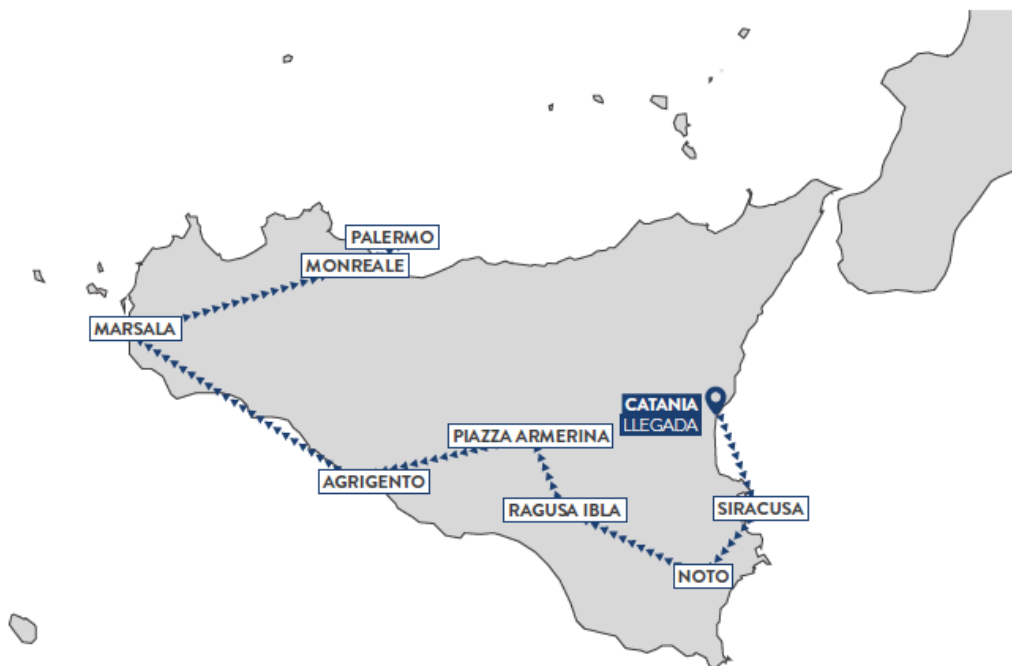 PALERMO
MONREALE
MARSALA
CATANIA
LLEGADA
PIAZZA ARMERINA
AGRIGENTO
RAGUSA IBLA
SIRACUSA
NOTO